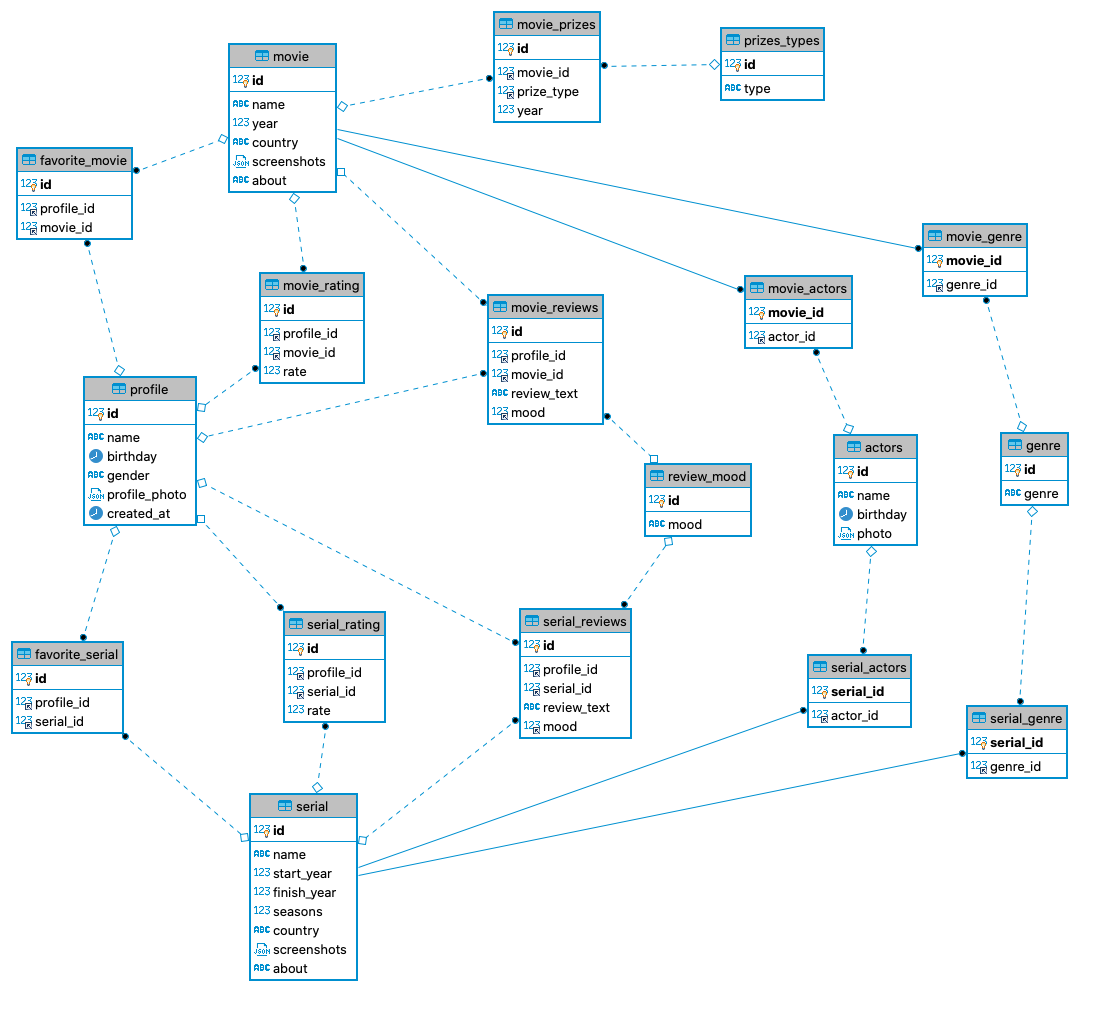 movie_prizes
123 id
123 movie_id
123 prize_type
123 year
prizes_types
123 id
ABC type
movie
123 id
ABC name
123 year
ABC country
JSON screenshots
ABC about
favorite_movie
123 id
123 profile_id
123 movie_id
movie_genre
123 movie_id
123 genre_id
movie_rating
123 id
123 profile_id
123 movie_id
123 rate
movie_actors
123 movie_id
123 actor_id
movie_reviews
123 id
123 profile_id
123 movie_id
ABC review_text
123 mood
profile
123 id
ABC name
birthday
ABC gender
JSON profile_photo
created_at
review_mood
123 id
ABC mood
actors
123 id
ABC name
birthday
JSON photo
genre
123 id
ABC genre
favorite_serial
123 id
123 profile_id
123 serial_id
serial_rating
123 id
123 profile_id
123 serial_id
123 rate
serial_reviews
123 id
123 profile_id
123 serial_id
ABC review_text
123 mood
serial_actors
123 serial_id
123 actor_id
serial_genre
123 serial_id
123 genre_id
serial
123 id
ABC name
123 start_year
123 finish_year
123 seasons
ABC country
JSON screenshots
ABC about